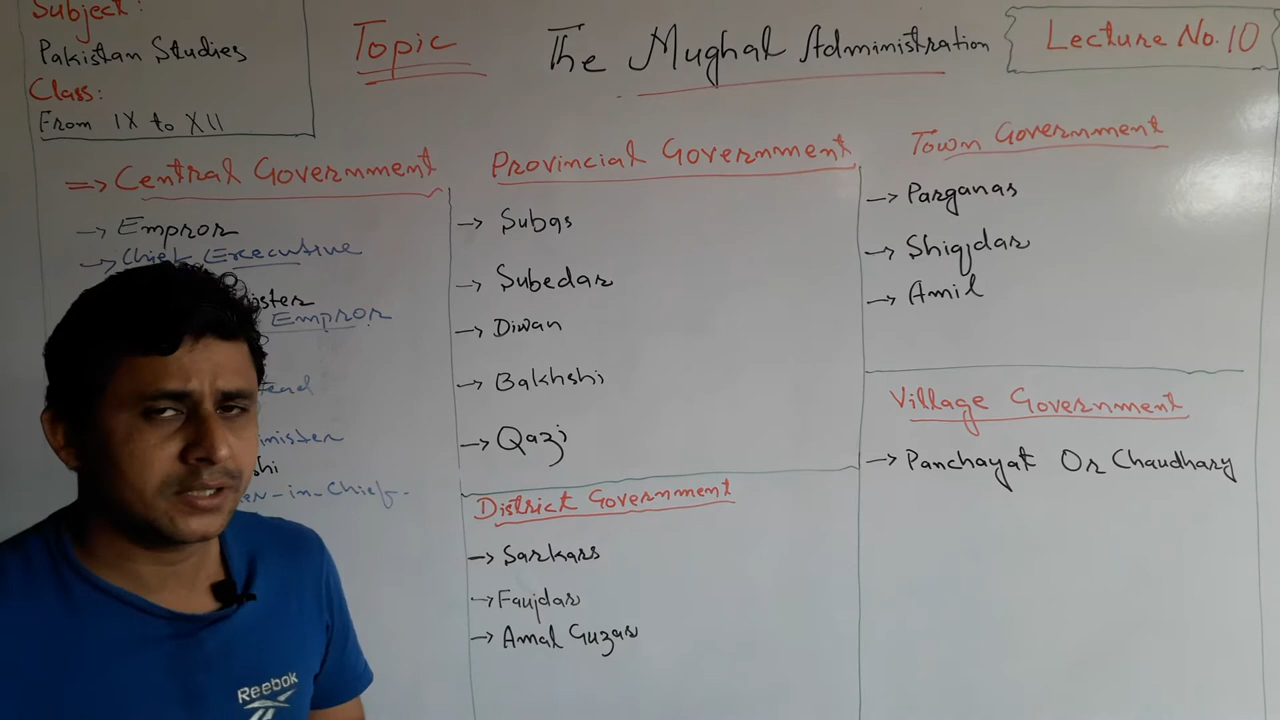 Subject:
Pakistan Studies
Class:
From IX to XII
Topic
The Mughal Administration
Lecture No. 10
=> Central Government
-> Empror
-> Chief Executive
Empror
-in-Chief-
Provincial Government
-> Subas
-> Subedar
-> Diwan
-> Bakhshi
-> Qazi
District Government
-> Sarkars
-> Faujdar
-> Amal Guzar
Town Government
-> Parganas
-> Shiqdar
-> Amil
Village Government
-> Panchayat Or Chaudhary
Reebok